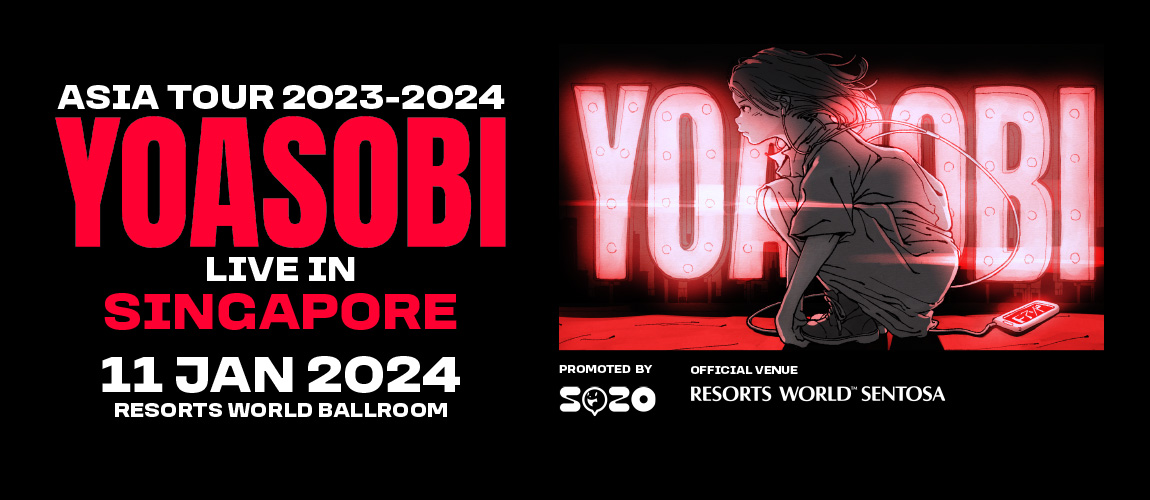 ASIA TOUR 2023-2024
YOASOBI
LIVE IN
SINGAPORE
11 JAN 2024
RESORTS WORLD BALLROOM
YOASOBI
PROMOTED BY
SOZO
OFFICIAL VENUE
RESORTS WORLD™ SENTOSA